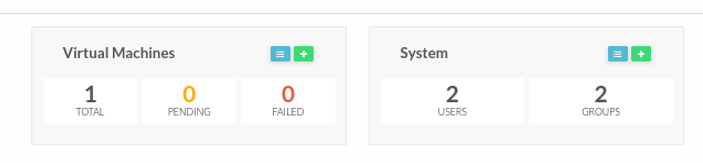 Virtual Machines
1
TOTAL
0
PENDING
0
FAILED
System
2
USERS
2
GROUPS